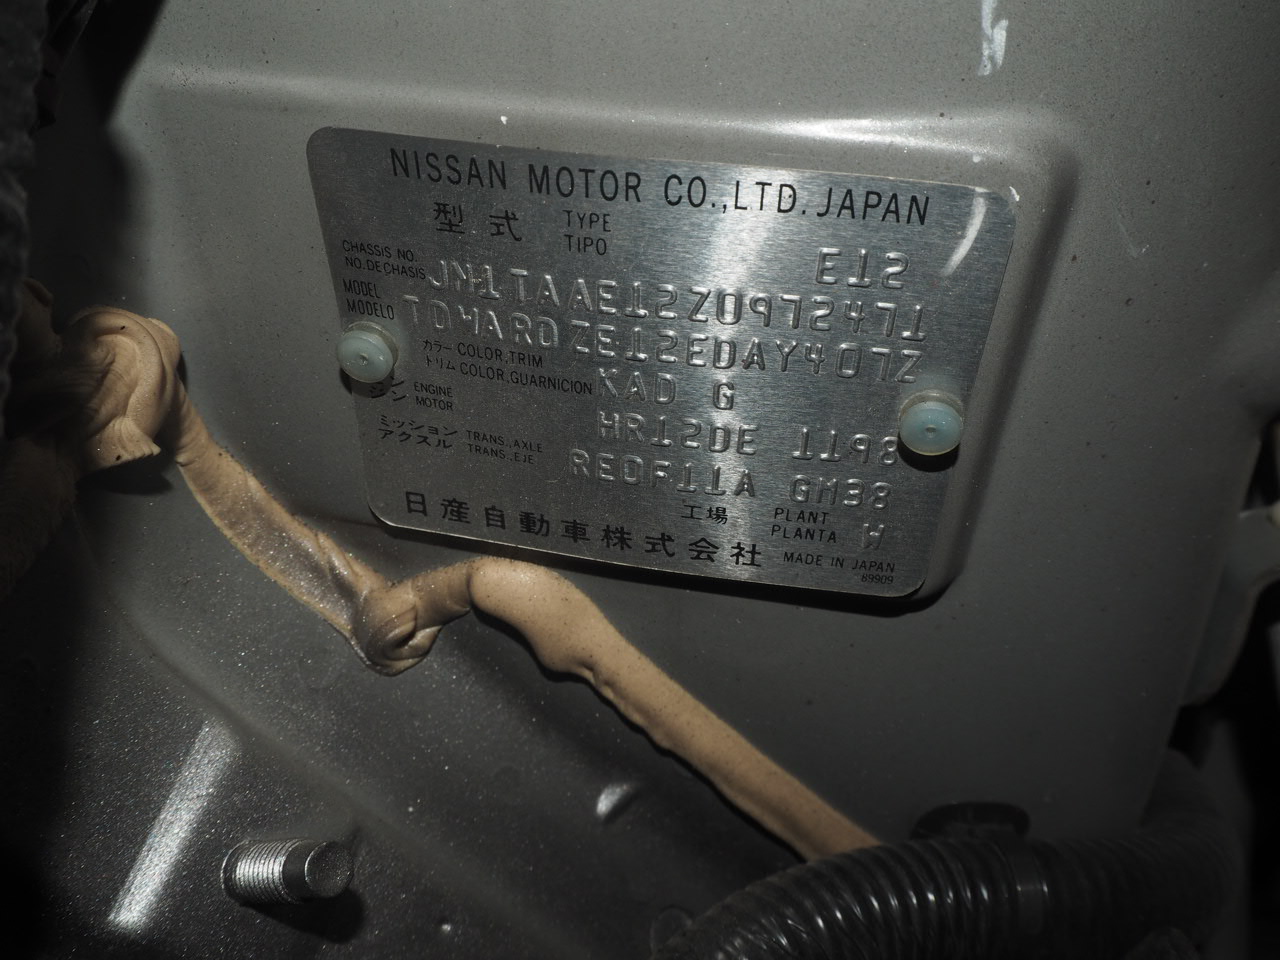 NISSAN MOTOR CO.,LTD.JAPAN
型式 TYPE TIPO E12
CHASSIS NO. NO.DE CHASIS JN1TAAE12Z0972471
MODEL MODELO TDMARDZE12EDAY407Z
カラー COLOR,TRIM トリム COLOR,GUARNICION KAD G
ENGINE MOTOR HR12DE 1198
ミッション TRANS.,AXLE アクスル TRANS.,EJE RE0F11A GH38
工場 PLANT PLANTA W
日産自動車株式会社 MADE IN JAPAN
89909